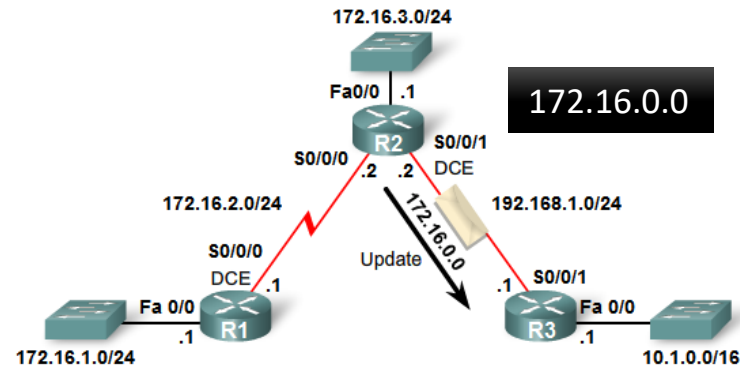 172.16.3.0/24
Fa0/0 .1
172.16.0.0
R2
S0/0/0
S0/0/1
DCE
.2 .2
172.16.2.0/24
172.16.0.0
192.168.1.0/24
Update
S0/0/0
DCE
.1
.1
S0/0/1
Fa 0/0
R1
.1
R3
Fa 0/0
.1
172.16.1.0/24
10.1.0.0/16